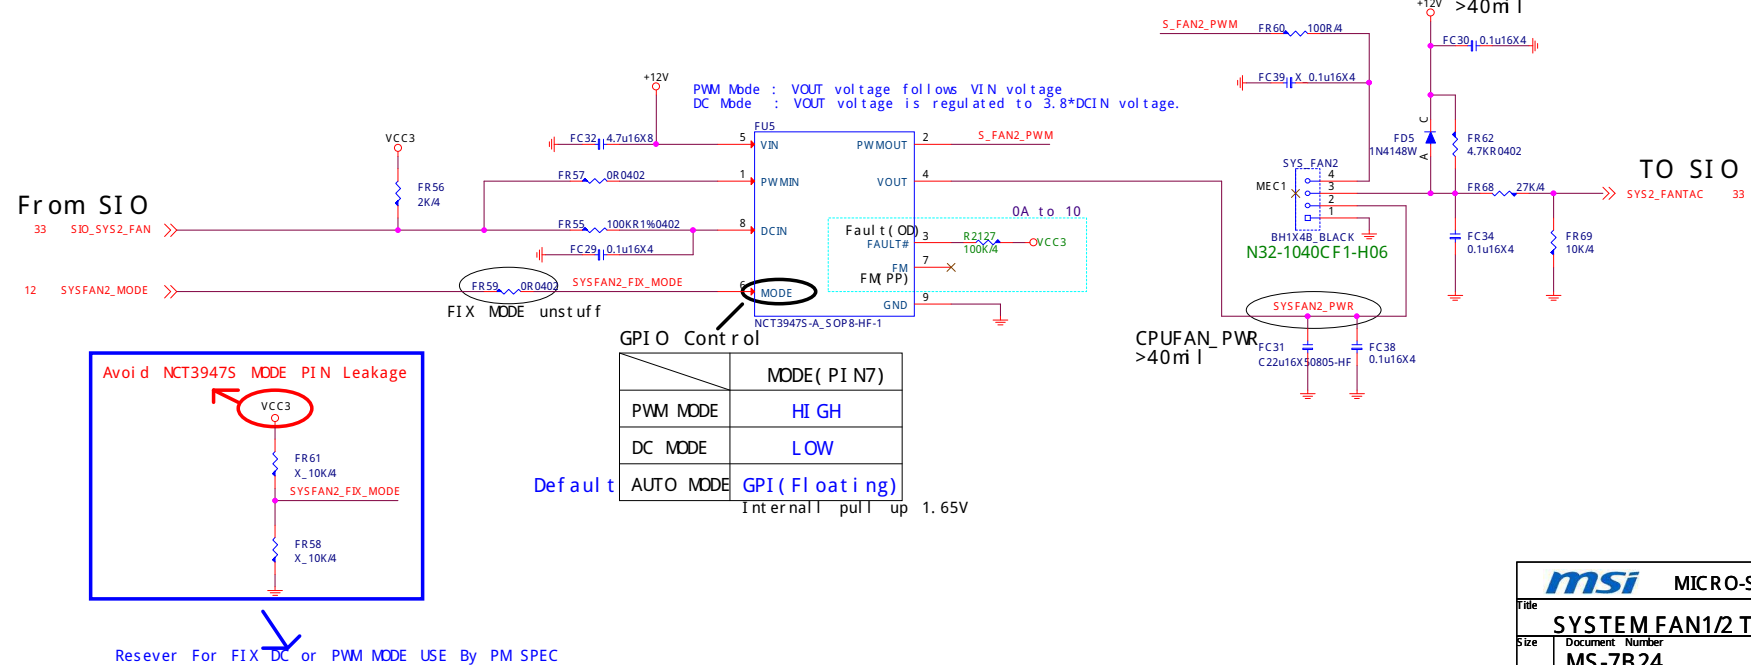 +12V
>40mil
S_FAN2_PWM
FR60
100R/4
FC30
0.1u16X4
FC39
X_0.1u16X4
+12V
PWM Mode : VOUT voltage follows VIN voltage
DC Mode : VOUT voltage is regulated to 3.8*DCIN voltage.
FU5
FC32
4.7u16X8
5
VIN
PWMOUT
2
S_FAN2_PWM
VCC3
FR56
2K/4
FR57
0R0402
1
PWMIN
VOUT
4
From SIO
33
SIO_SYS2_FAN
FR55
100KR1%0402
8
DCIN
FC29
0.1u16X4
0A to 10
Fault(OD)
FAULT#
3
R2127
100K/4
VCC3
FM
7
FM(PP)
12
SYSFAN2_MODE
FR59
0R0402
SYSFAN2_FIX_MODE
6
MODE
GND
9
FIX MODE unstuff
NCT3947S-A_SOP8-HF-1
C
FD5
1N4148W
A
FR62
4.7KR0402
SYS_FAN2
MEC1
4
3
2
1
BH1X4B_BLACK
N32-1040CF1-H06
FR68
27K/4
TO SIO
SYS2_FANTAC
33
FC34
0.1u16X4
FR69
10K/4
SYSFAN2_PWR
CPUFAN_PWR
>40mil
FC31
C22u16X50805-HF
FC38
0.1u16X4
GPIO Control
MODE(PIN7)
PWM MODE
HIGH
DC MODE
LOW
Default
AUTO MODE
GPI(Floating)
Internall pull up 1.65V
Avoid NCT3947S MODE PIN Leakage
VCC3
FR61
X_10K/4
SYSFAN2_FIX_MODE
FR58
X_10K/4
Resever For FIX DC or PWM MODE USE By PM SPEC
msi
MICRO-S
Title
SYSTEM FAN1/2 T
Size
Document Number
MS-7B24